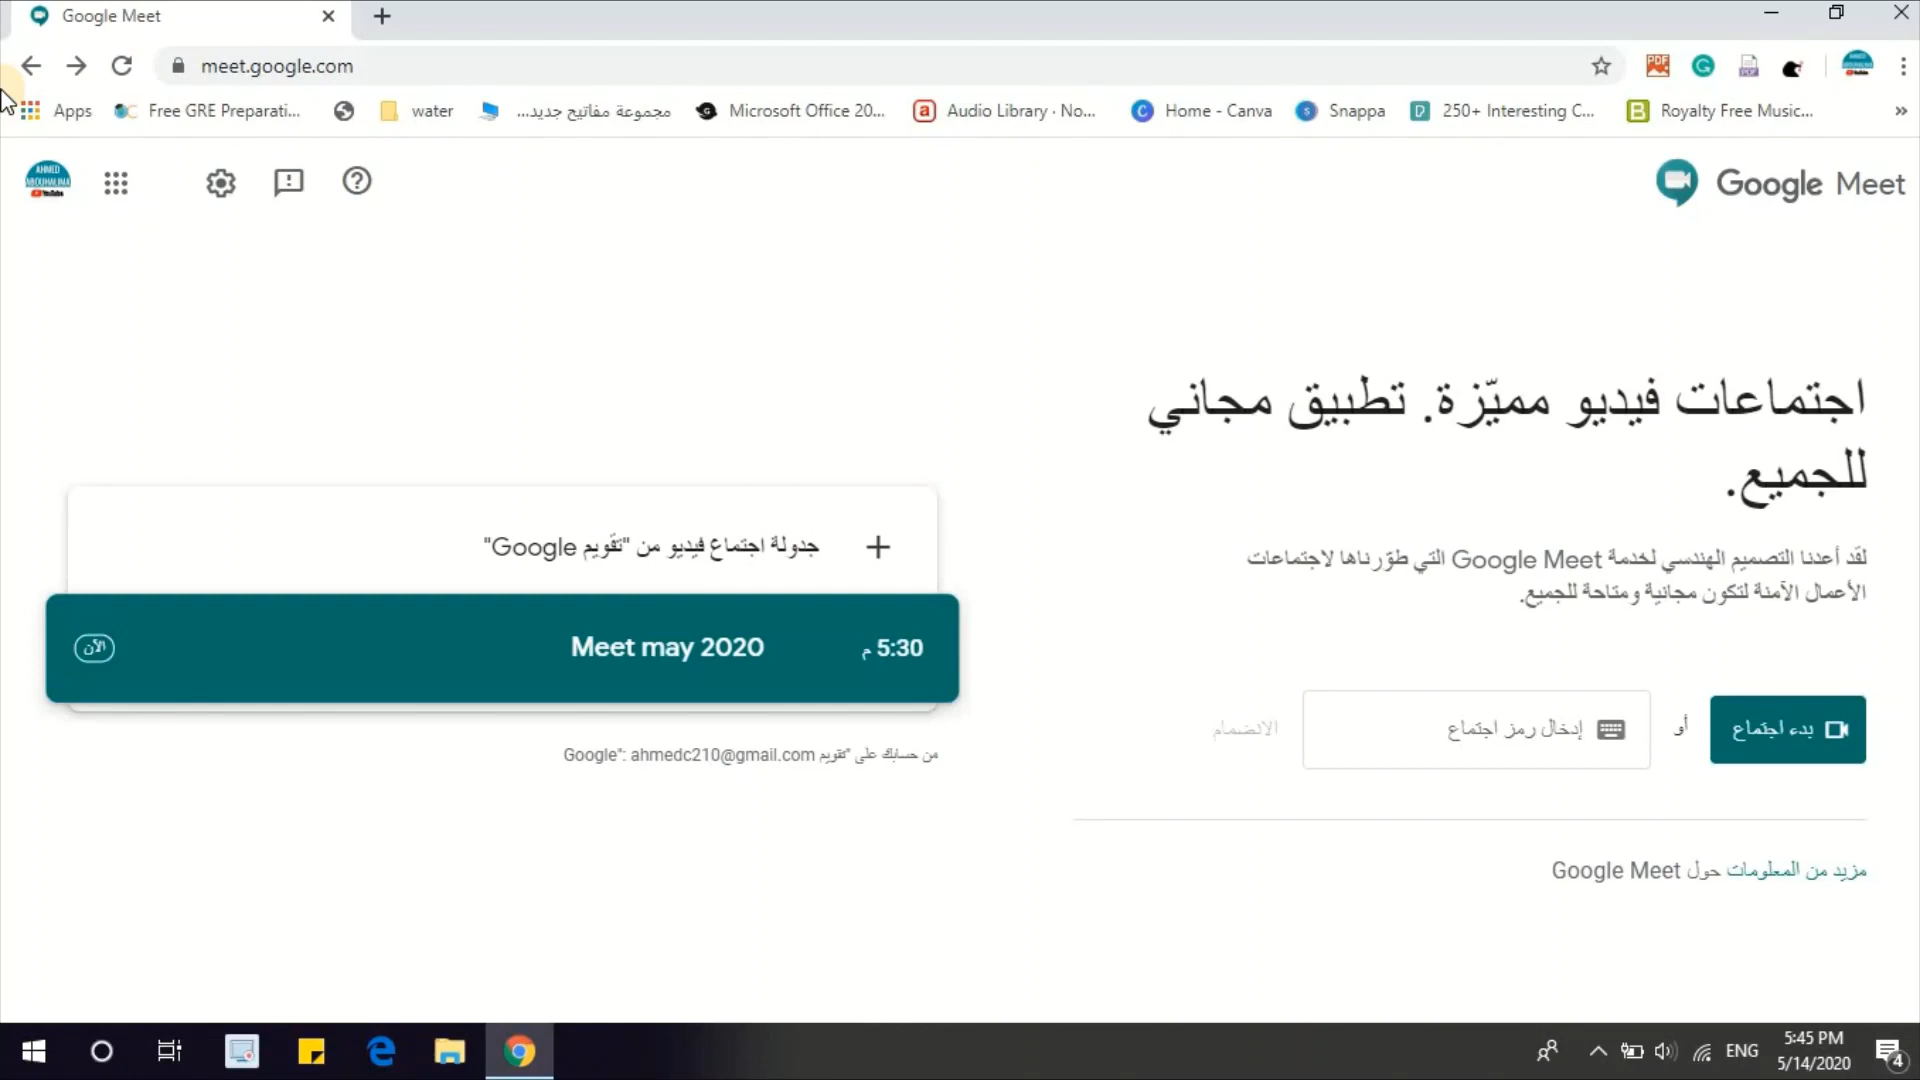 Google Meet
meet.google.com
Apps
Free GRE Preparati...
water
مجموعة مفاتيح جديد...
Microsoft Office 20...
Audio Library · No...
Home - Canva
Snappa
250+ Interesting C...
Royalty Free Music...
AHMED
ABOUHALIMA
YouTube
Google Meet
اجتماعات فيديو مميّزة. تطبيق مجاني
للجميع.
لقد أعدنا التصميم الهندسي لخدمة Google Meet التي طوّرناها لاجتماعات
الأعمال الآمنة لتكون مجانية ومتاحة للجميع.
بدء اجتماع
أو
إدخال رمز اجتماع
الانضمام
مزيد من المعلومات حول Google Meet
جدولة اجتماع فيديو من "تقويم Google"
5:30 م
Meet may 2020
الآن
من حسابك على "تقويم Google": ahmedc210@gmail.com
ENG
5:45 PM
5/14/2020
4